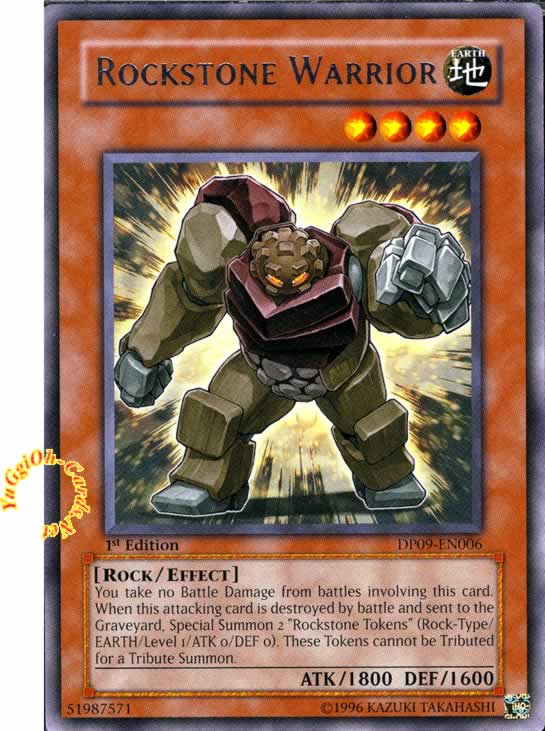 ROCKSTONE WARRIOR
EARTH
地
YuGgiOh-Cards.Net
1st Edition
DP09-EN006
[ROCK/EFFECT]
You take no Battle Damage from battles involving this card.
When this attacking card is destroyed by battle and sent to the
Graveyard, Special Summon 2 "Rockstone Tokens" (Rock-Type/
EARTH/Level 1/ATK 0/DEF 0). These Tokens cannot be Tributed
for a Tribute Summon.
ATK/1800 DEF/1600
51987571
©1996 KAZUKI TAKAHASHI